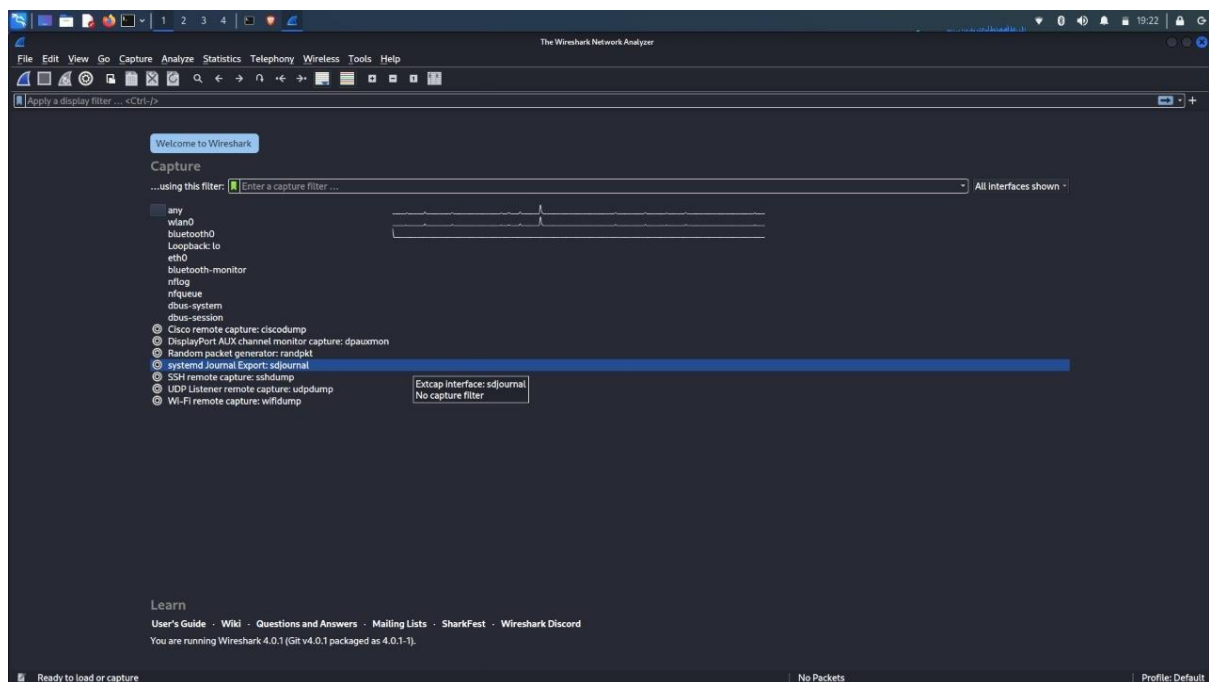 1 2 3 4
19:22
The Wireshark Network Analyzer
File Edit View Go Capture Analyze Statistics Telephony Wireless Tools Help
Apply a display filter ... <Ctrl-/>
Welcome to Wireshark
Capture
...using this filter: Enter a capture filter ... All interfaces shown
any
wlan0
bluetooth0
Loopback: lo
eth0
bluetooth-monitor
nflog
nfqueue
dbus-system
dbus-session
Cisco remote capture: ciscodump
DisplayPort AUX channel monitor capture: dpauxmon
Random packet generator: randpkt
systemd Journal Export: sdjournal
SSH remote capture: sshdump
UDP Listener remote capture: udpdump
Wi-Fi remote capture: wifidump
Extcap interface: sdjournal
No capture filter
Learn
User's Guide · Wiki · Questions and Answers · Mailing Lists · SharkFest · Wireshark Discord
You are running Wireshark 4.0.1 (Git v4.0.1 packaged as 4.0.1-1).
Ready to load or capture No Packets Profile: Default